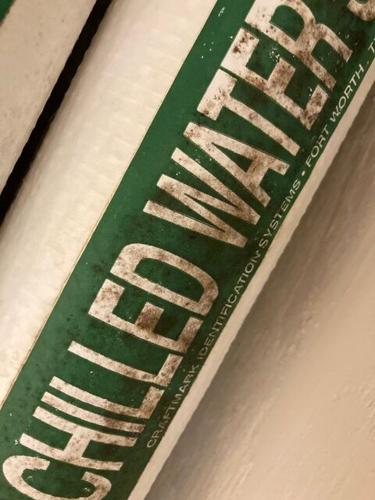 CHILLED WATER
CRAFTMARK IDENTIFICATION SYSTEMS • FORT WORTH, T